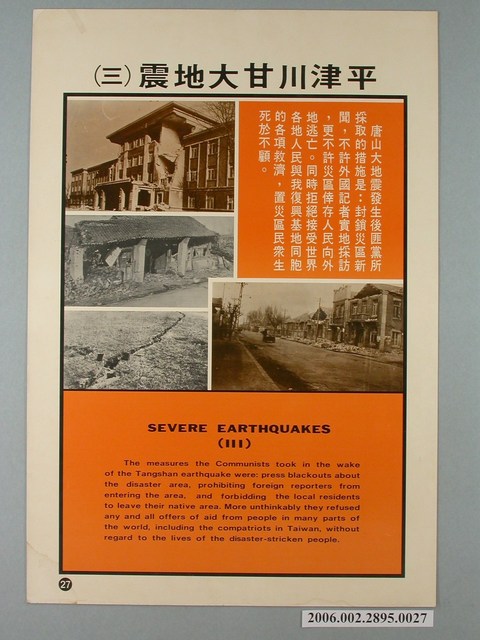 平津川甘大地震（三）
唐山大地震發生後匪黨所
採取的措施是：封鎖災區新
聞，不許外國記者實地採訪
，更不許災區倖存人民向外
地逃亡。同時拒絕接受世界
各地人民與我復興基地同胞
的各項救濟，置災區民衆生
死於不顧。
SEVERE EARTHQUAKES
(III)
The measures the Communists took in the wake
of the Tangshan earthquake were: press blackouts about
the disaster area, prohibiting foreign reporters from
entering the area, and forbidding the local residents
to leave their native area. More unthinkably they refused
any and all offers of aid from people in many parts of
the world, including the compatriots in Taiwan, without
regard to the lives of the disaster-stricken people.
27
2006.002.2895.0027